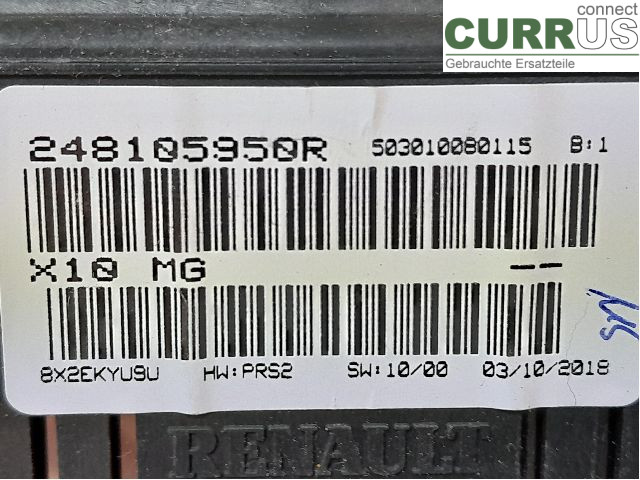 connect
CURRUS
Gebrauchte Ersatzteile
248105950R 503010080115 B:1
X10 MG --
8X2EKYU9U HW:PRS2 SW:10/00 03/10/2018
RENAULT